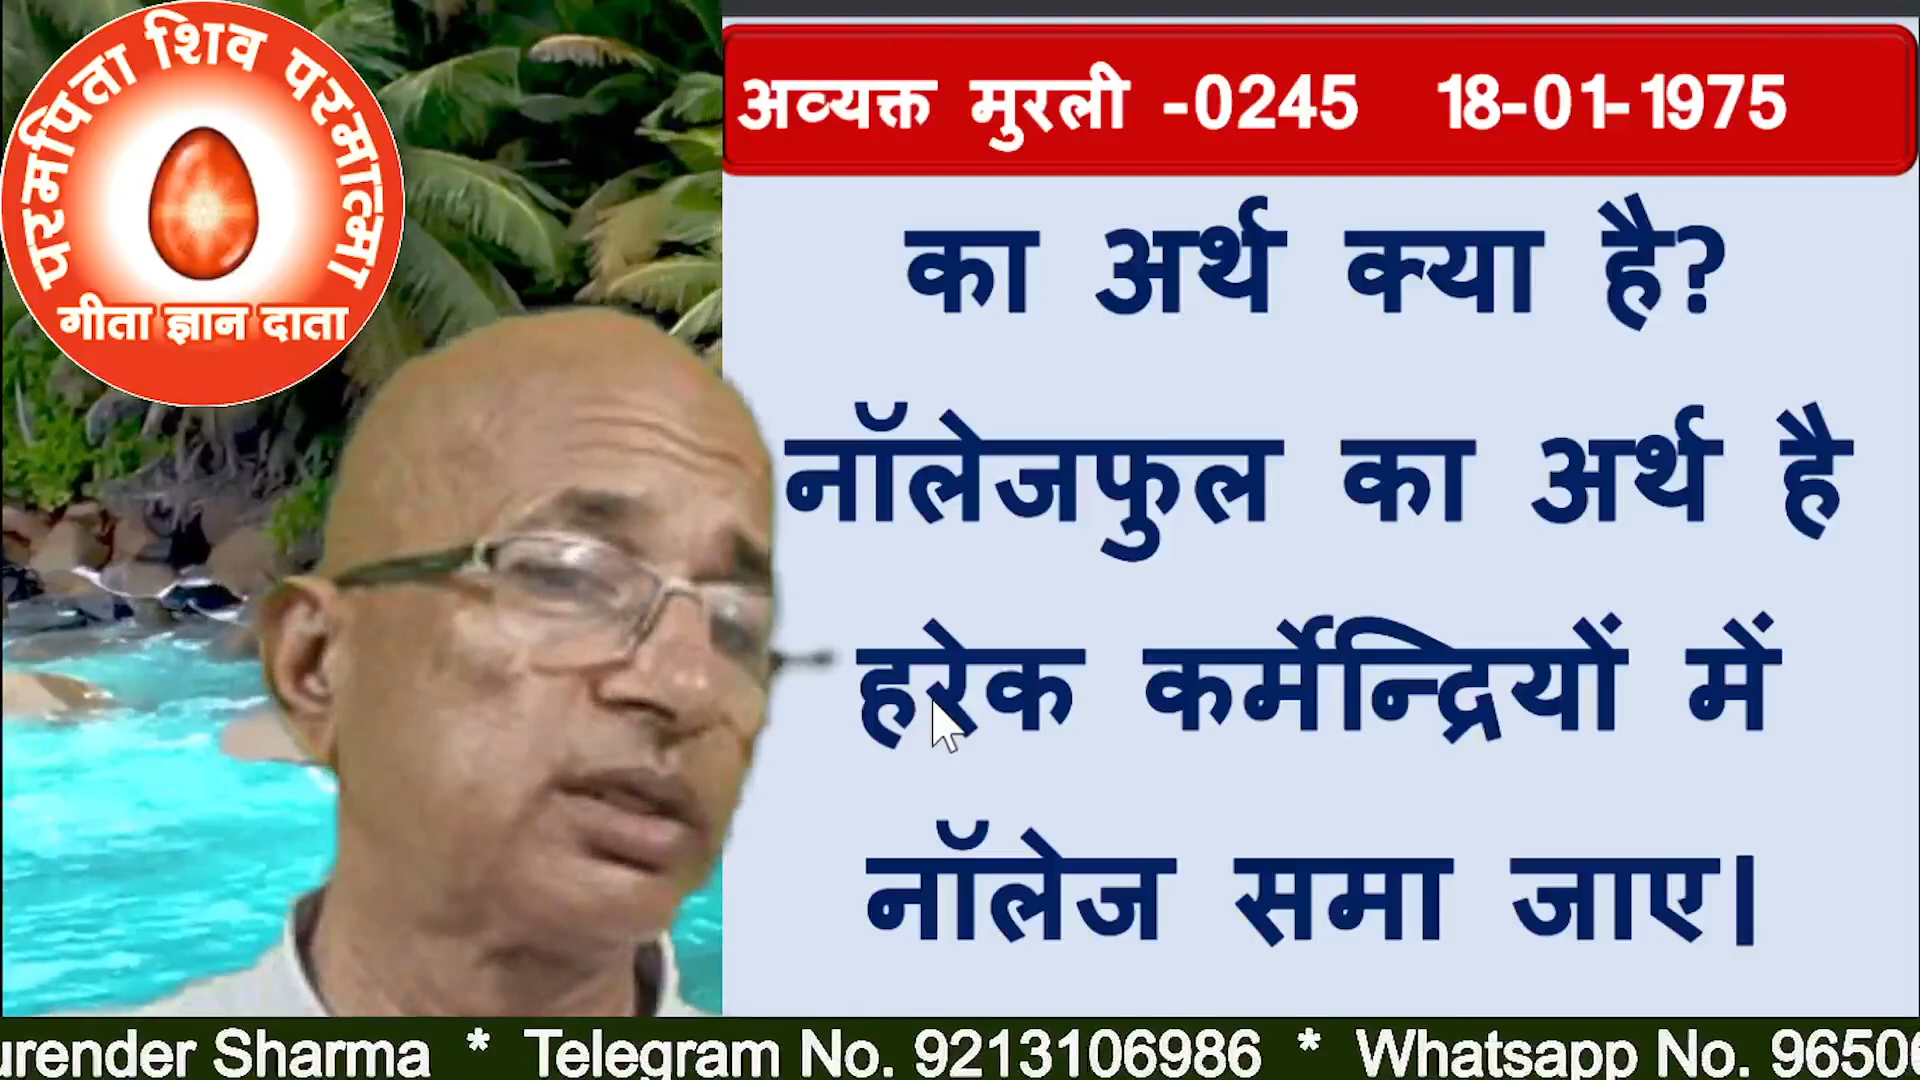 परमपिता शिव परमात्मा
गीता ज्ञान दाता
अव्यक्त मुरली -0245 18-01-1975
का अर्थ क्या है?
नॉलेजफुल का अर्थ है
हरेक कर्मेन्द्रियों में
नॉलेज समा जाए।
urender Sharma * Telegram No. 9213106986 * Whatsapp No. 9650